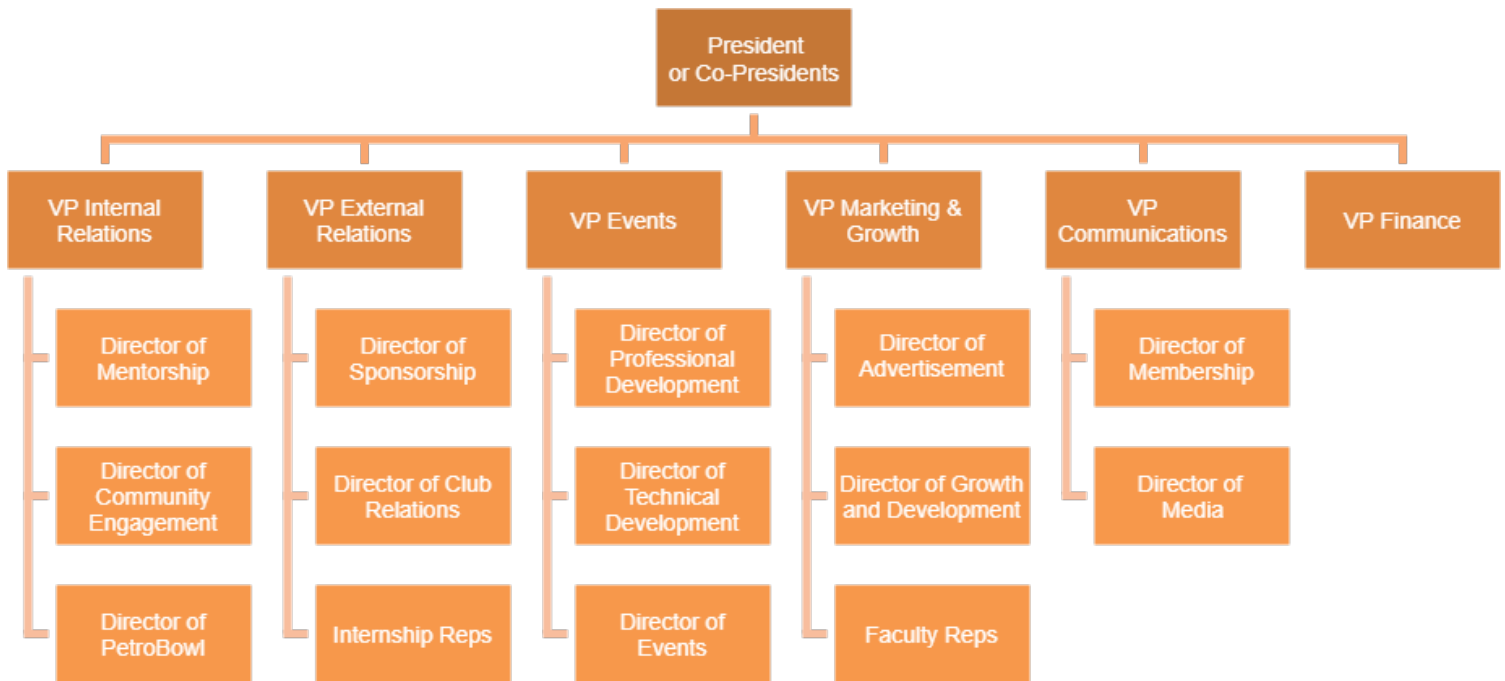 President
or Co-Presidents
VP Internal
Relations
VP External
Relations
VP Events
VP Marketing &
Growth
VP
Communications
VP Finance
Director of
Mentorship
Director of
Sponsorship
Director of
Professional
Development
Director of
Advertisement
Director of
Membership
Director of
Community
Engagement
Director of Club
Relations
Director of
Technical
Development
Director of Growth
and Development
Director of
Media
Director of
PetroBowl
Internship Reps
Director of
Events
Faculty Reps